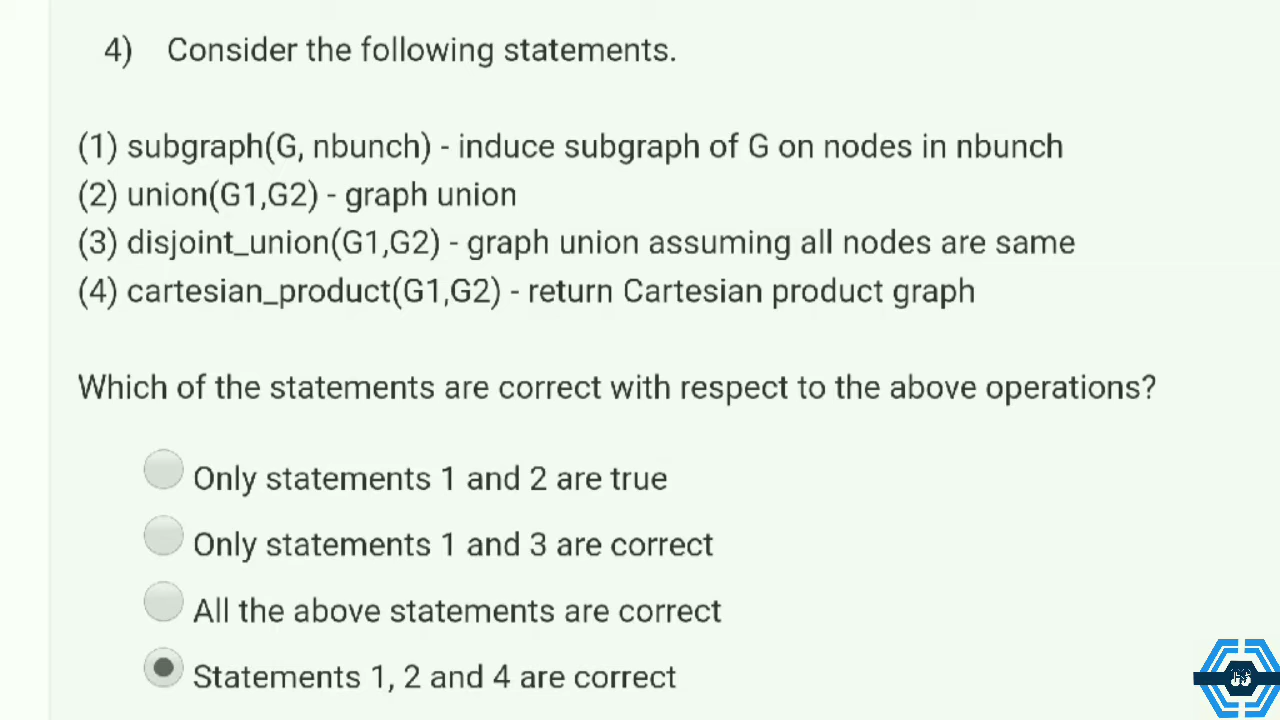 4) Consider the following statements.
(1) subgraph(G, nbunch) - induce subgraph of G on nodes in nbunch
(2) union(G1,G2) - graph union
(3) disjoint_union(G1,G2) - graph union assuming all nodes are same
(4) cartesian_product(G1,G2) - return Cartesian product graph
Which of the statements are correct with respect to the above operations?
Only statements 1 and 2 are true
Only statements 1 and 3 are correct
All the above statements are correct
Statements 1, 2 and 4 are correct